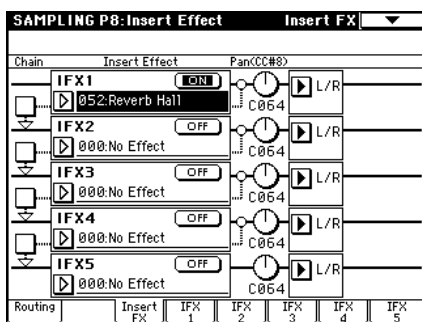 SAMPLING P8:Insert Effect Insert FX
Chain Insert Effect Pan(CC#8)
IFX1 ON
052:Reverb Hall C064 L/R
IFX2 OFF
000:No Effect C064 L/R
IFX3 OFF
000:No Effect C064 L/R
IFX4 OFF
000:No Effect C064 L/R
IFX5 OFF
000:No Effect C064 L/R
Routing Insert FX IFX 1 IFX 2 IFX 3 IFX 4 IFX 5